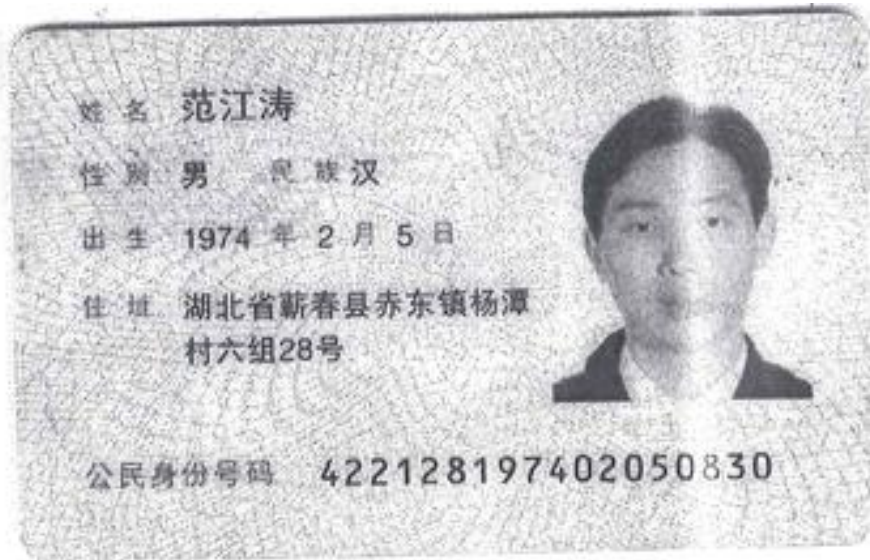 姓名 范江涛
性别 男 民族 汉
出生 1974 年 2 月 5 日
住址 湖北省蕲春县赤东镇杨潭
村六组28号
公民身份号码 422128197402050830